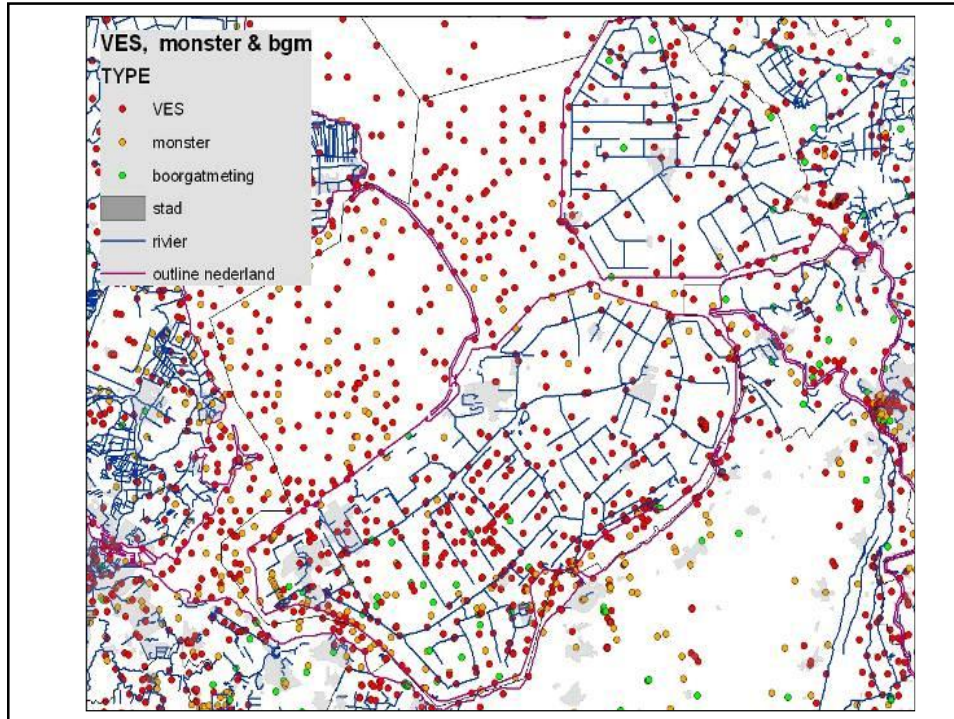 VES, monster & bgm
TYPE
VES
monster
boorgatmeting
stad
rivier
outline nederland